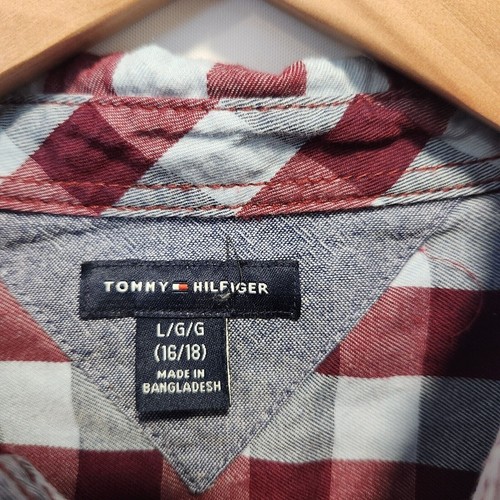 TOMMY HILFIGER
L/G/G
(16/18)
MADE IN
BANGLADESH